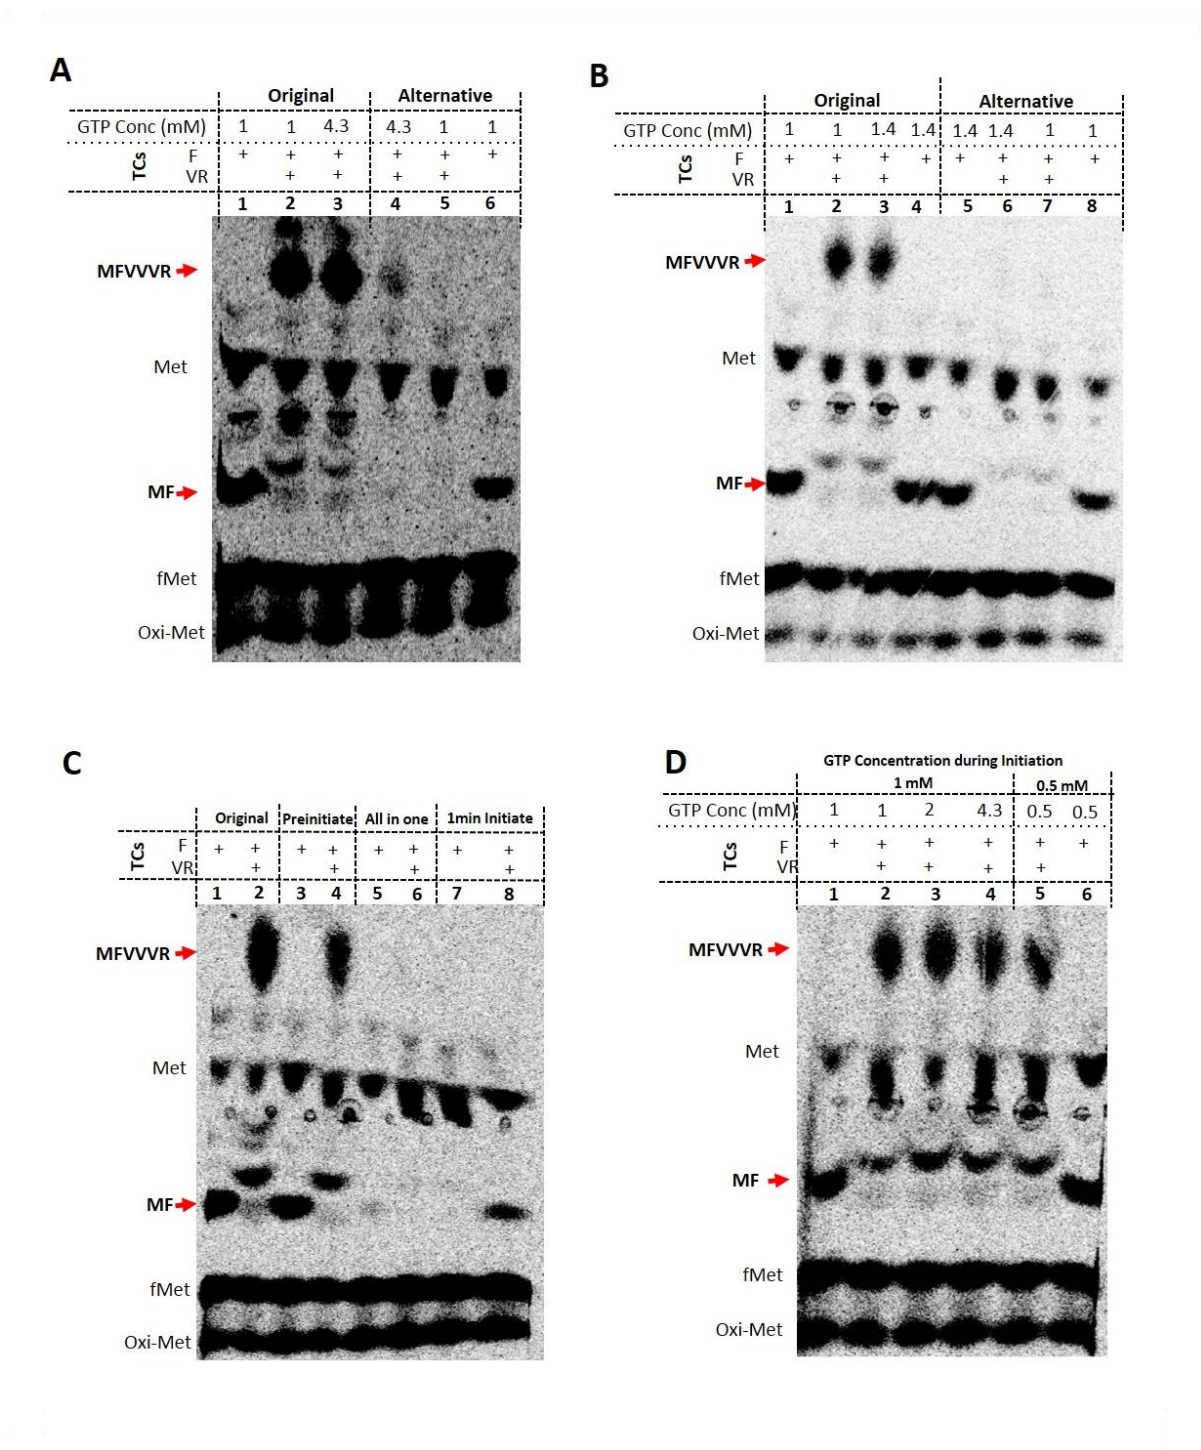 A
Original Alternative
GTP Conc (mM) 1 1 4.3 4.3 1 1
TCs
F + + + + + +
VR + + + +
1 2 3 4 5 6
MFVVVR
Met
MF
fMet
Oxi-Met
B
Original Alternative
GTP Conc (mM) 1 1 1.4 1.4 1.4 1.4 1 1
TCs
F + + + + + + + +
VR + + + +
1 2 3 4 5 6 7 8
MFVVVR
Met
MF
fMet
Oxi-Met
C
Original Preinitiate All in one 1min Initiate
TCs
F + + + + + + + +
VR + + + +
1 2 3 4 5 6 7 8
MFVVVR
Met
MF
fMet
Oxi-Met
D
GTP Concentration during Initiation
1 mM 0.5 mM
GTP Conc (mM) 1 1 2 4.3 0.5 0.5
TCs
F + + + + + +
VR + + + +
1 2 3 4 5 6
MFVVVR
Met
MF
fMet
Oxi-Met